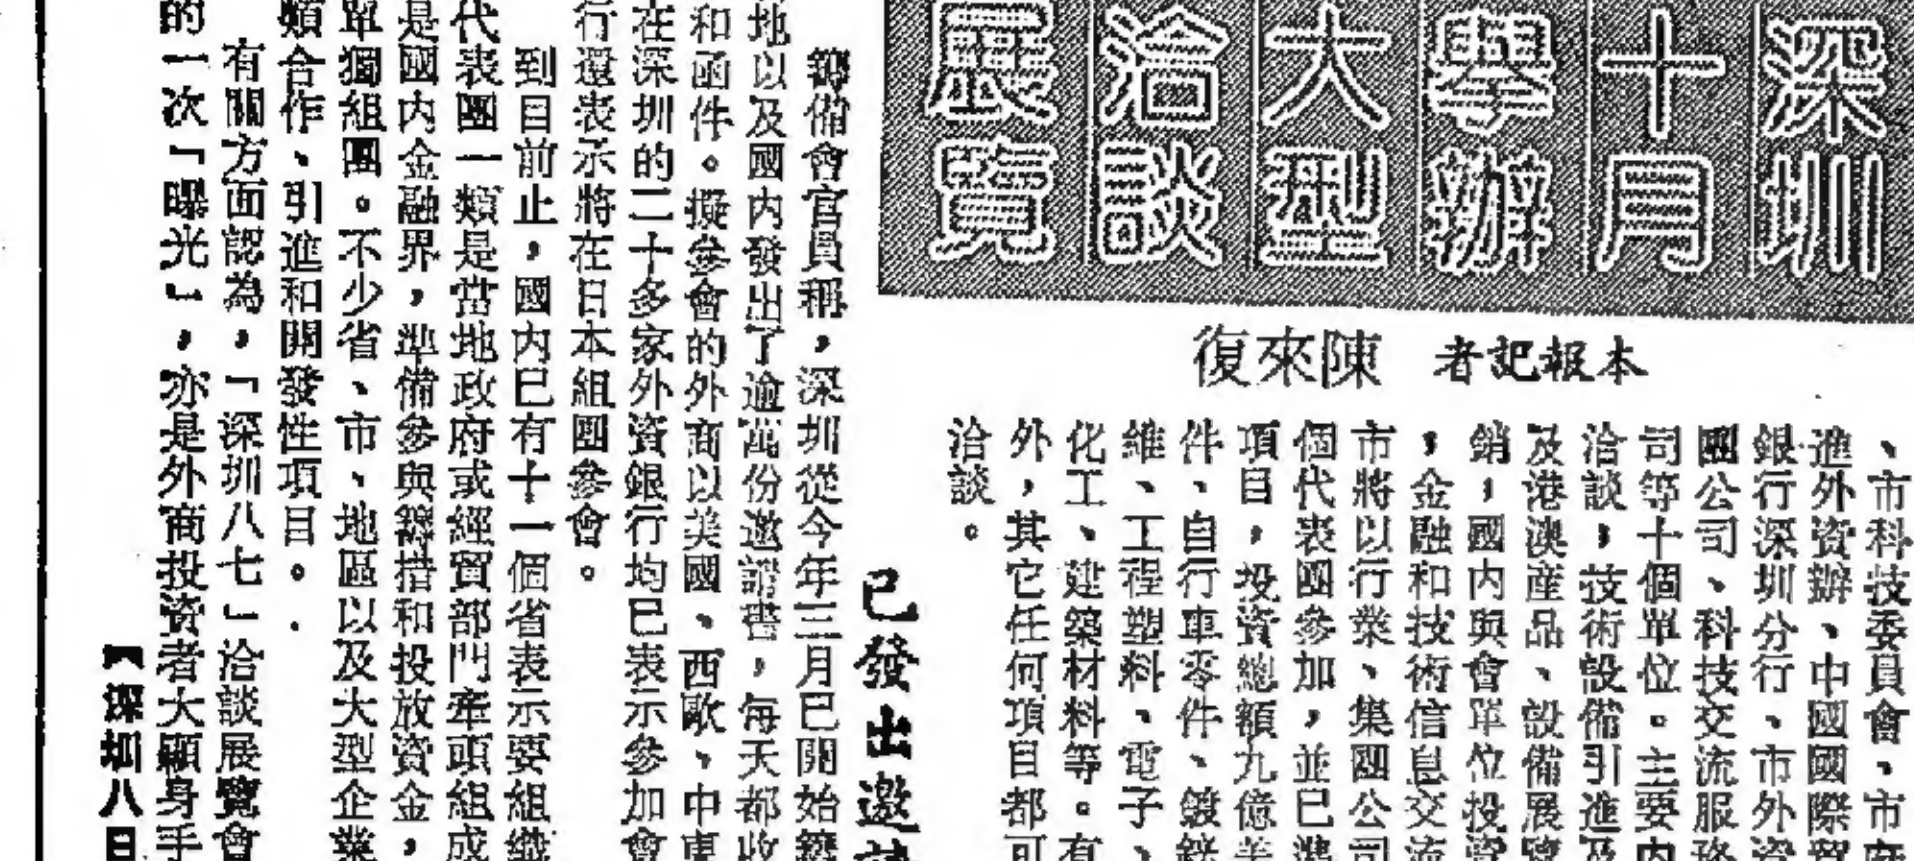 深圳
十月
舉辦
大型
洽談
展覽
本報記者 陳來復
、市科技委員會、市
進外資辦、中國國際貿
銀行深圳分行、市外資
團公司、科技交流服務
司等十個單位。主要內
洽談，技術設備引進及
及港澳産品、設備展覽
銷，國內與會單位投資
，金融和技術信息交流
市將以行業、集團公司
個代表團參加，並已準
項目，投資總額九億美
件、自行車零件、鍍鋅
維、工程塑料、電子、
化工、建築材料等。有
外，其它任何項目都可
洽談。
已發出邀請
籌備會官員稱，深圳從今年三月已開始籌
地以及國內發出了逾萬份邀請書，每天都收
和函件。擬參會的外商以美國、西歐、中東
在深圳的二十多家外資銀行均已表示參加會
行還表示將在日本組團參會。
到目前止，國內已有十一個省表示要組織
代表團一類是當地政府或經貿部門牽頭組成
是國內金融界，準備參與籌措和投放資金，
單獨組團。不少省、市、地區以及大型企業
類合作、引進和開發性項目。
有關方面認為，「深圳八七」洽談展覽會
的一次「曝光」，亦是外商投資者大顯身手
【深圳八日